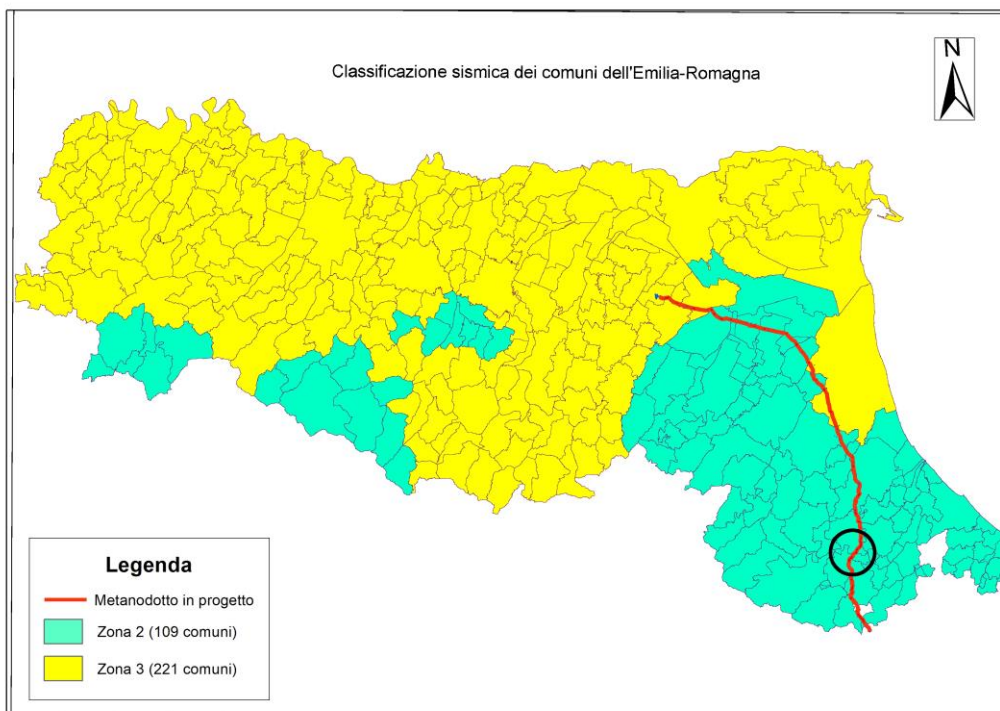 Classificazione sismica dei comuni dell'Emilia-Romagna
N
Legenda
Metanodotto in progetto
Zona 2 (109 comuni)
Zona 3 (221 comuni)